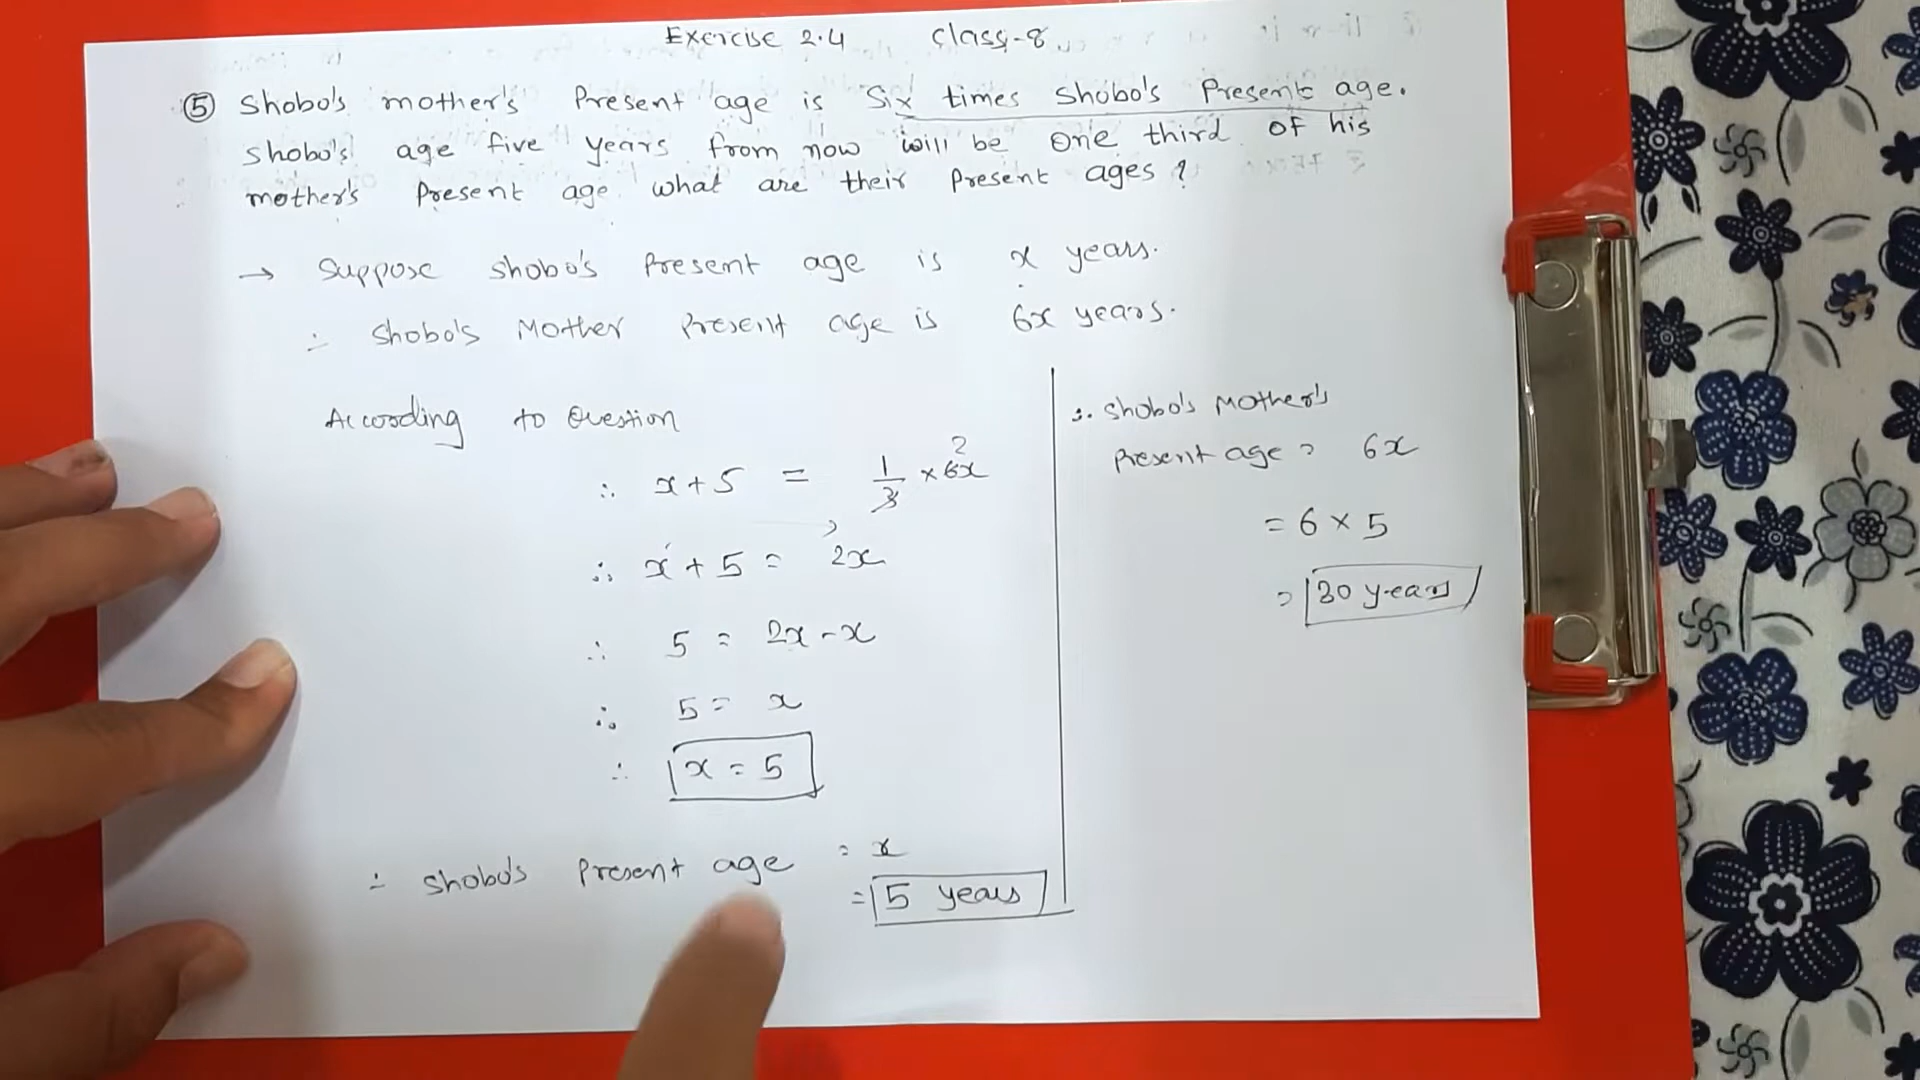 Exercise 2.4 Class-8
⑤ Shobo's mother's Present age is Six times Shobo's Present age.
Shobo's age five years from now will be One third of his
mother's Present age. what are their Present ages?
→ Suppose Shobo's Present age is x years.
∴ Shobo's Mother Present age is 6x years.
According to Question
∴ x+5 = 1/3 × 6x 2
∴ x+5 = 2x
∴ 5 = 2x-x
∴ 5 = x
∴ x = 5
∴ Shobo's Present age = x
= 5 years
∴ Shobo's Mother's
Present age = 6x
= 6 × 5
= 30 years